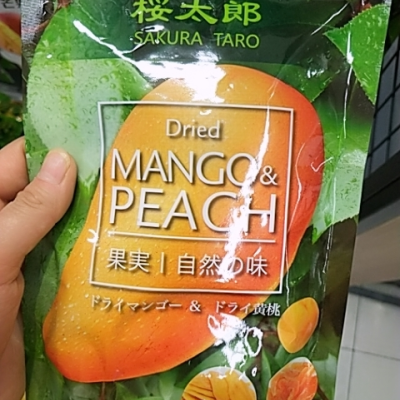 桜太郎
SAKURA TARO
Dried
MANGO&
PEACH
果実|自然の味
ドライマンゴー & ドライ黄桃